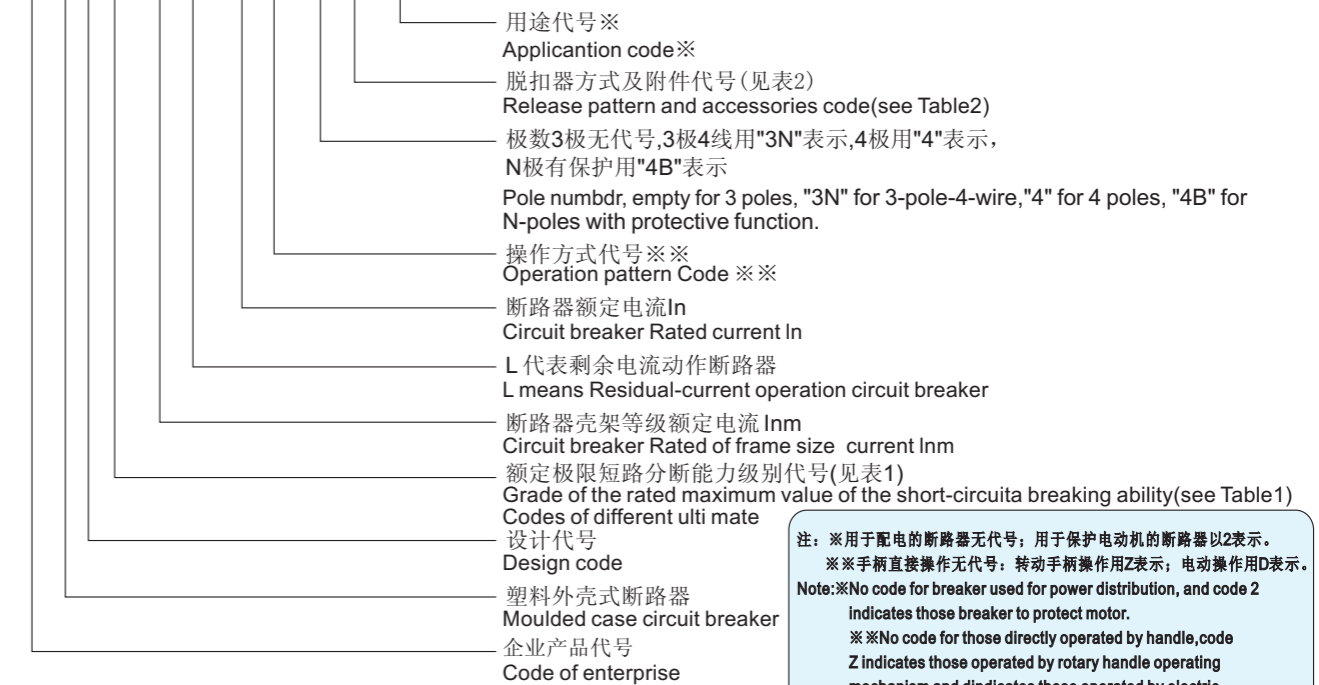 用途代号※
Applicantion code※
脱扣器方式及附件代号(见表2)
Release pattern and accessories code(see Table2)
极数3极无代号,3极4线用"3N"表示,4极用"4"表示，
N极有保护用"4B"表示
Pole numbdr, empty for 3 poles, "3N" for 3-pole-4-wire,"4" for 4 poles, "4B" for
N-poles with protective function.
操作方式代号※※
Operation pattern Code ※※
断路器额定电流In
Circuit breaker Rated current In
L代表剩余电流动作断路器
L means Residual-current operation circuit breaker
断路器壳架等级额定电流 Inm
Circuit breaker Rated of frame size current Inm
额定极限短路分断能力级别代号(见表1)
Grade of the rated maximum value of the short-circuita breaking ability(see Table1)
Codes of different ulti mate
设计代号
Design code
塑料外壳式断路器
Moulded case circuit breaker
企业产品代号
Code of enterprise
注：※用于配电的断路器无代号；用于保护电动机的断路器以2表示。
※※手柄直接操作无代号：转动手柄操作用Z表示；电动操作用D表示。
Note:※No code for breaker used for power distribution, and code 2
indicates those breaker to protect motor.
※※No code for those directly operated by handle,code
Z indicates those operated by rotary handle operating
mechanism and dindicates those operated by electric